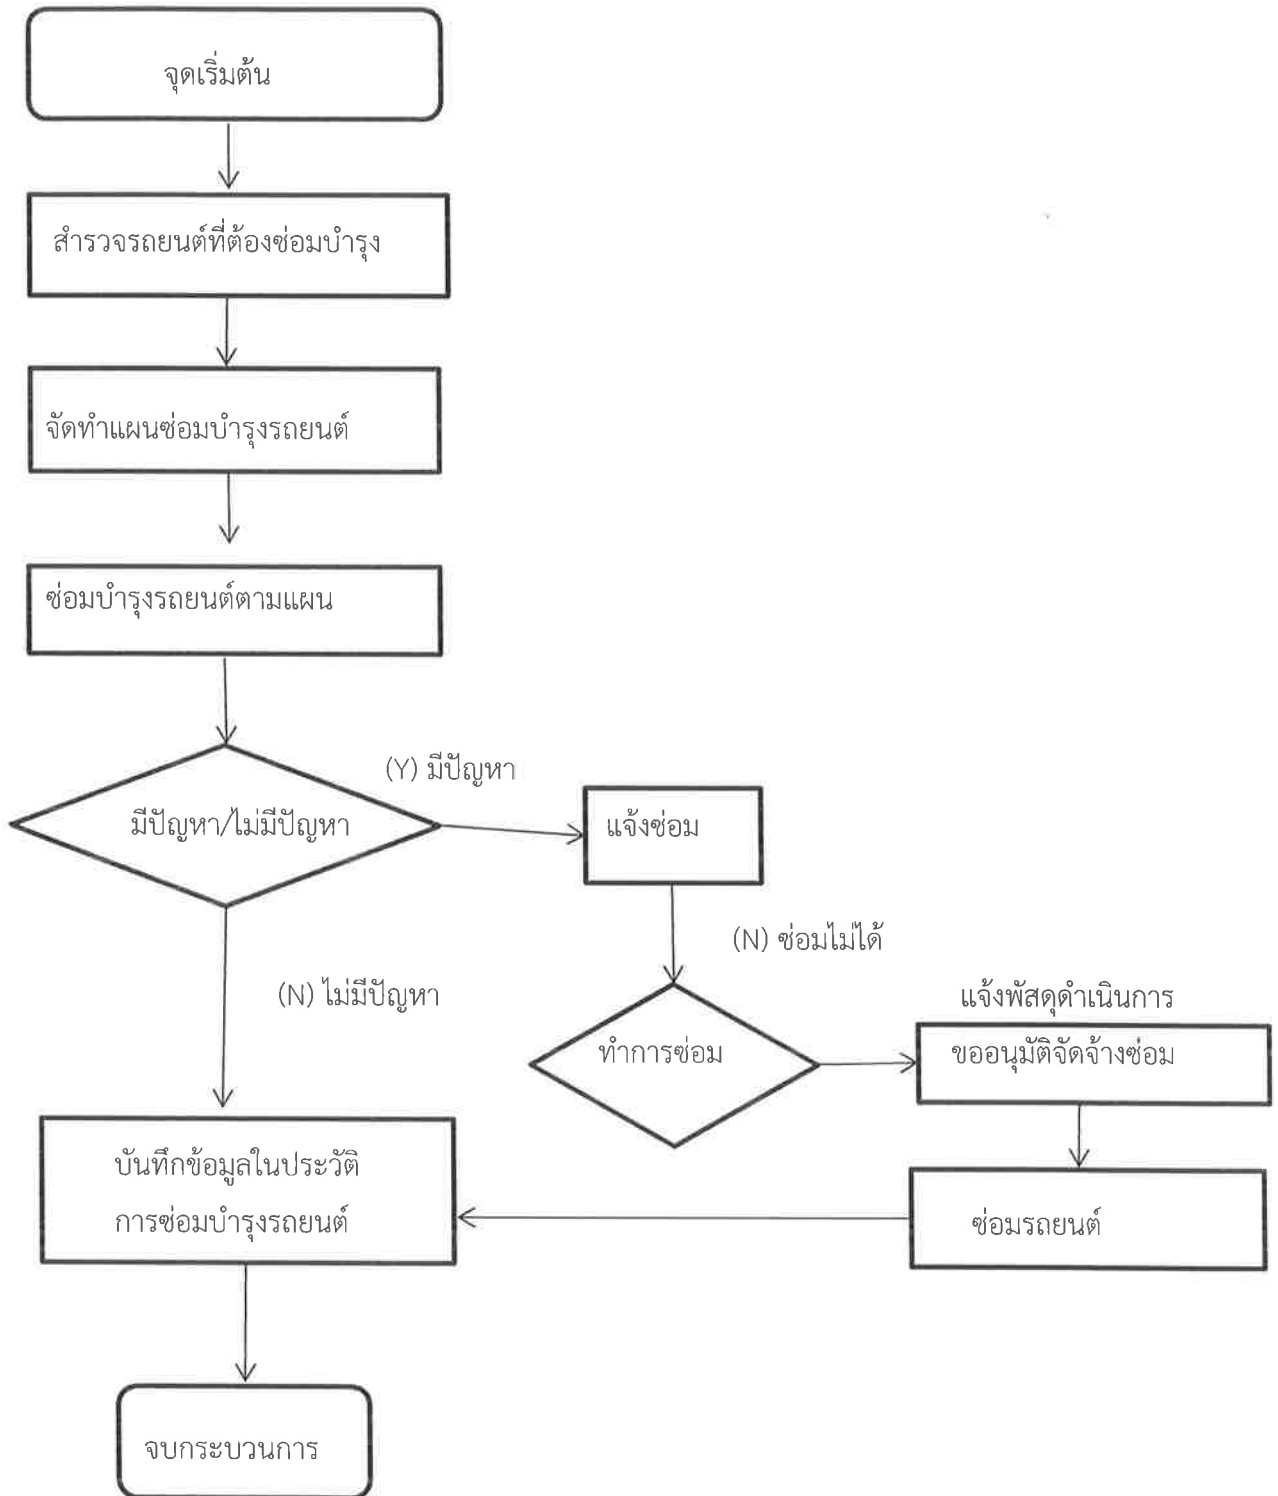 จุดเริ่มต้น
สำรวจรถยนต์ที่ต้องซ่อมบำรุง
จัดทำแผนซ่อมบำรุงรถยนต์
ซ่อมบำรุงรถยนต์ตามแผน
(Y) มีปัญหา
มีปัญหา/ไม่มีปัญหา
แจ้งซ่อม
(N) ซ่อมไม่ได้
(N) ไม่มีปัญหา
แจ้งพัสดุดำเนินการ
ทำการซ่อม
ขออนุมัติจัดจ้างซ่อม
บันทึกข้อมูลในประวัติ
การซ่อมบำรุงรถยนต์
ซ่อมรถยนต์
จบกระบวนการ